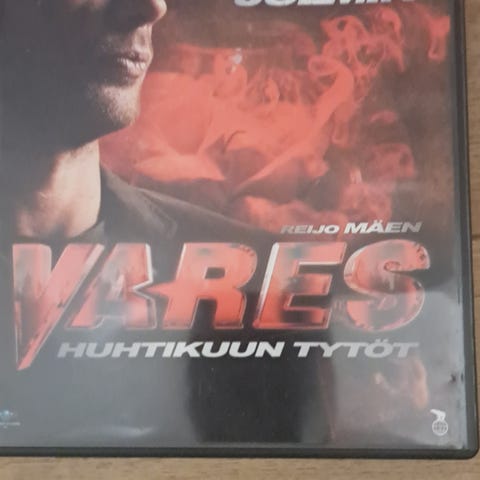 REIJO MÄEN
VARES
HUHTIKUUN TYTÖT